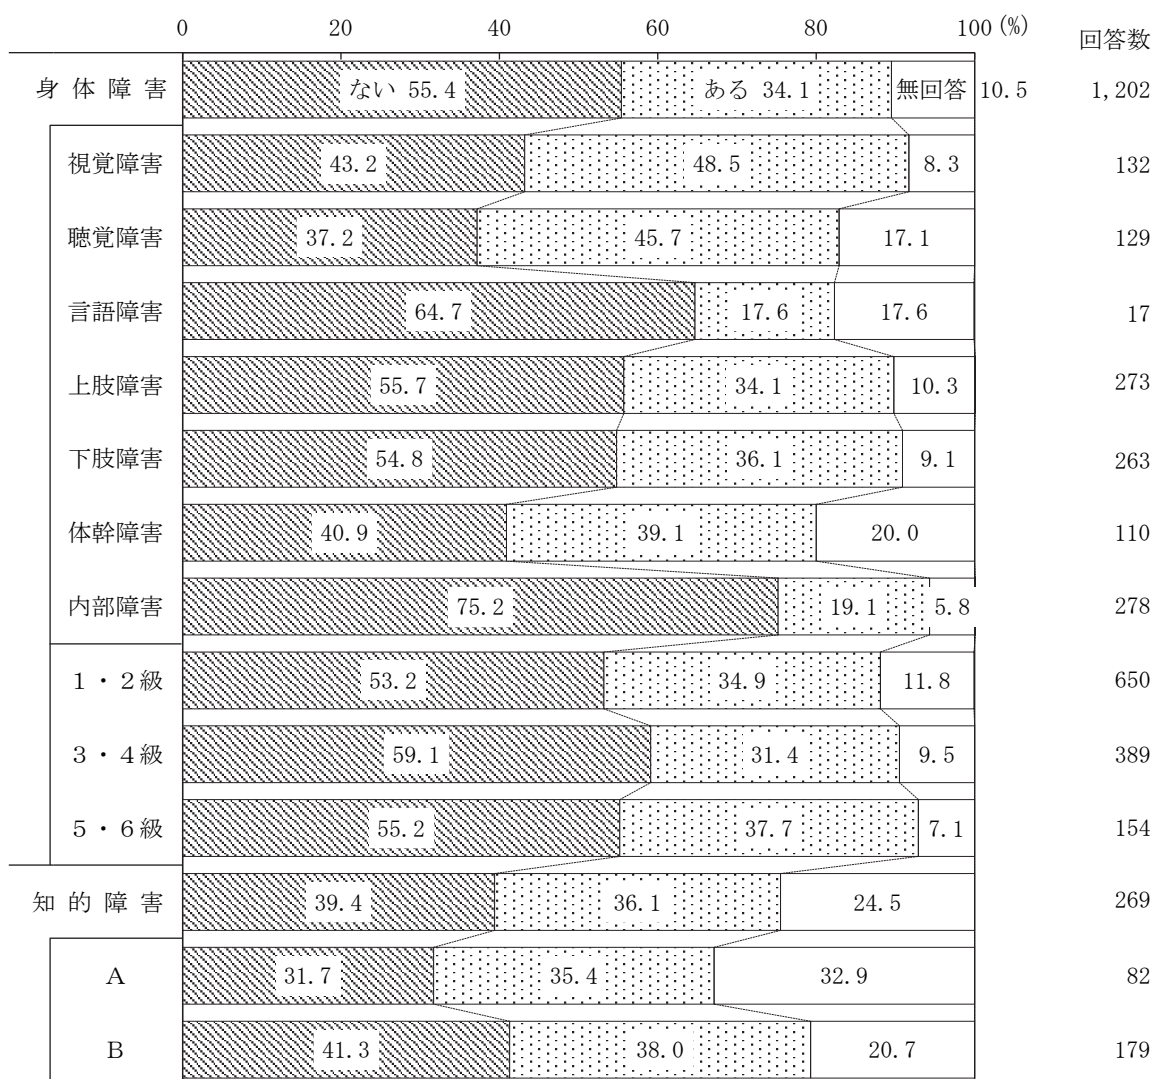 0 20 40 60 80 100 (%) 回答数
身体障害 ない 55.4 ある 34.1 無回答 10.5 1,202
視覚障害 43.2 48.5 8.3 132
聴覚障害 37.2 45.7 17.1 129
言語障害 64.7 17.6 17.6 17
上肢障害 55.7 34.1 10.3 273
下肢障害 54.8 36.1 9.1 263
体幹障害 40.9 39.1 20.0 110
内部障害 75.2 19.1 5.8 278
１・２級 53.2 34.9 11.8 650
３・４級 59.1 31.4 9.5 389
５・６級 55.2 37.7 7.1 154
知的障害 39.4 36.1 24.5 269
Ａ 31.7 35.4 32.9 82
Ｂ 41.3 38.0 20.7 179